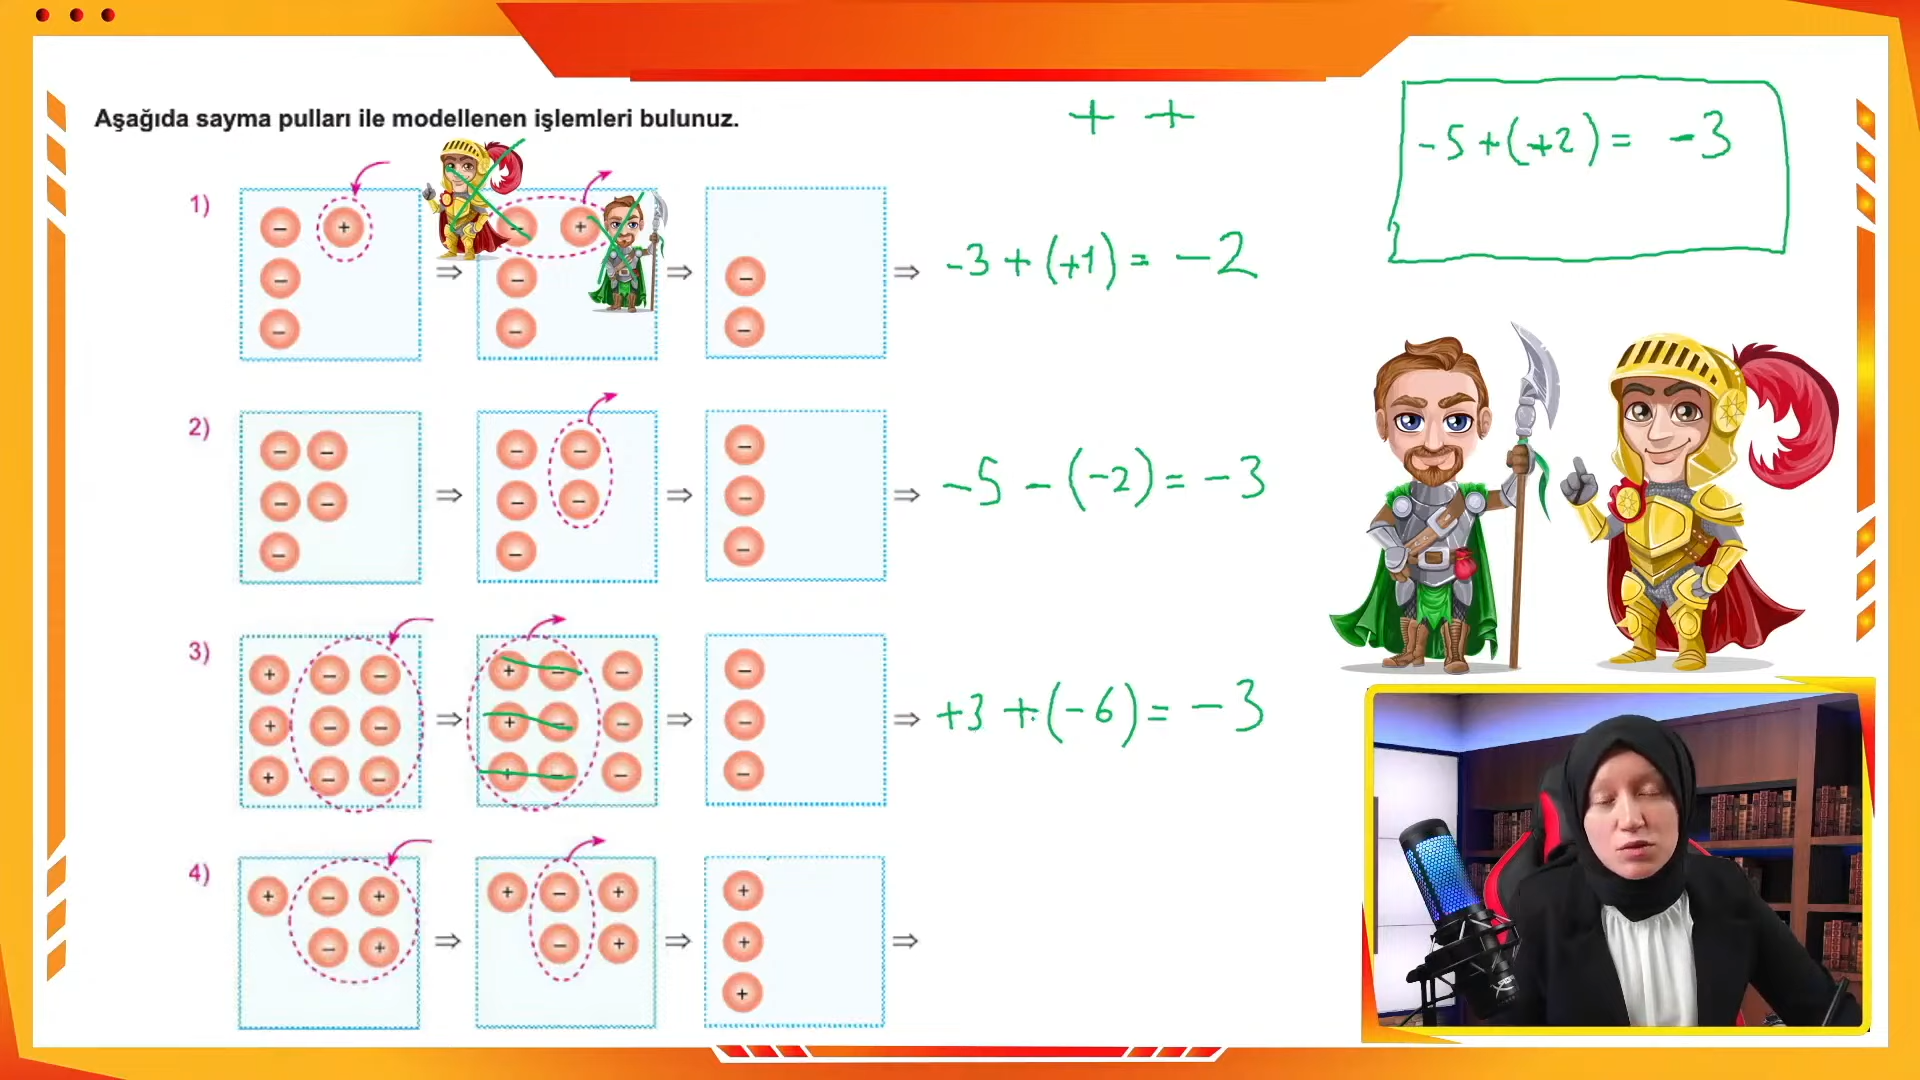 Aşağıda sayma pulları ile modellenen işlemleri bulunuz.
+ +
-5+(+2)= -3
1)
- +
- +
-
-
-
-
-
-
⇒ ⇒ ⇒ -3+(+1)= -2
2)
- -
- -
-
- -
- -
-
-
-
-
⇒ ⇒ ⇒ -5-(-2)= -3
3)
+ - -
+ - -
+ - -
+ - -
+ - -
+ - -
-
-
-
⇒ ⇒ ⇒ +3+(-6)= -3
4)
+ - +
- +
+ - +
- +
+
+
+
⇒ ⇒ ⇒